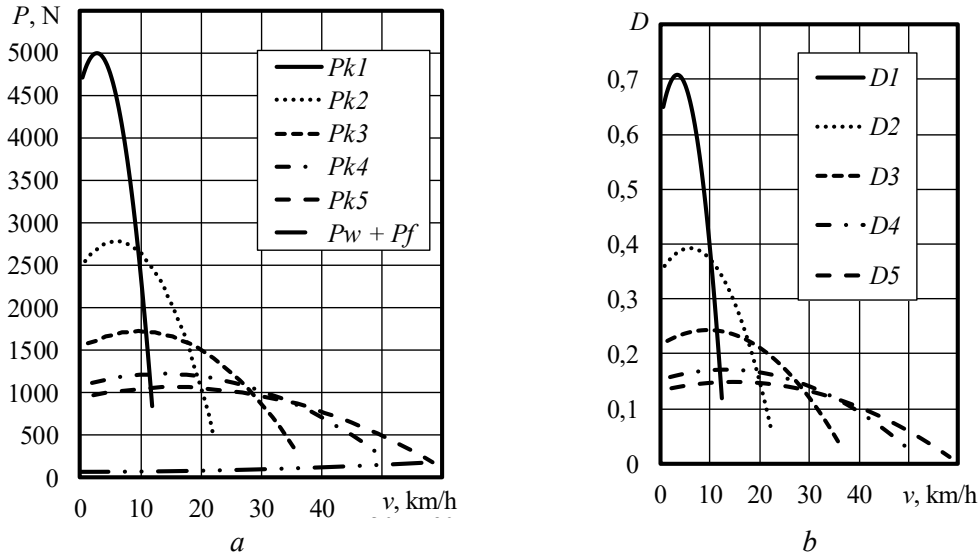 P, N
5000
4500
4000
3500
3000
2500
2000
1500
1000
500
0
0 10 20 30 40
v, km/h
Pk1
Pk2
Pk3
Pk4
Pk5
Pw + Pf
a
D
0,8
0,7
0,6
0,5
0,4
0,3
0,2
0,1
0
0 10 20 30 40
v, km/h
D1
D2
D3
D4
D5
b